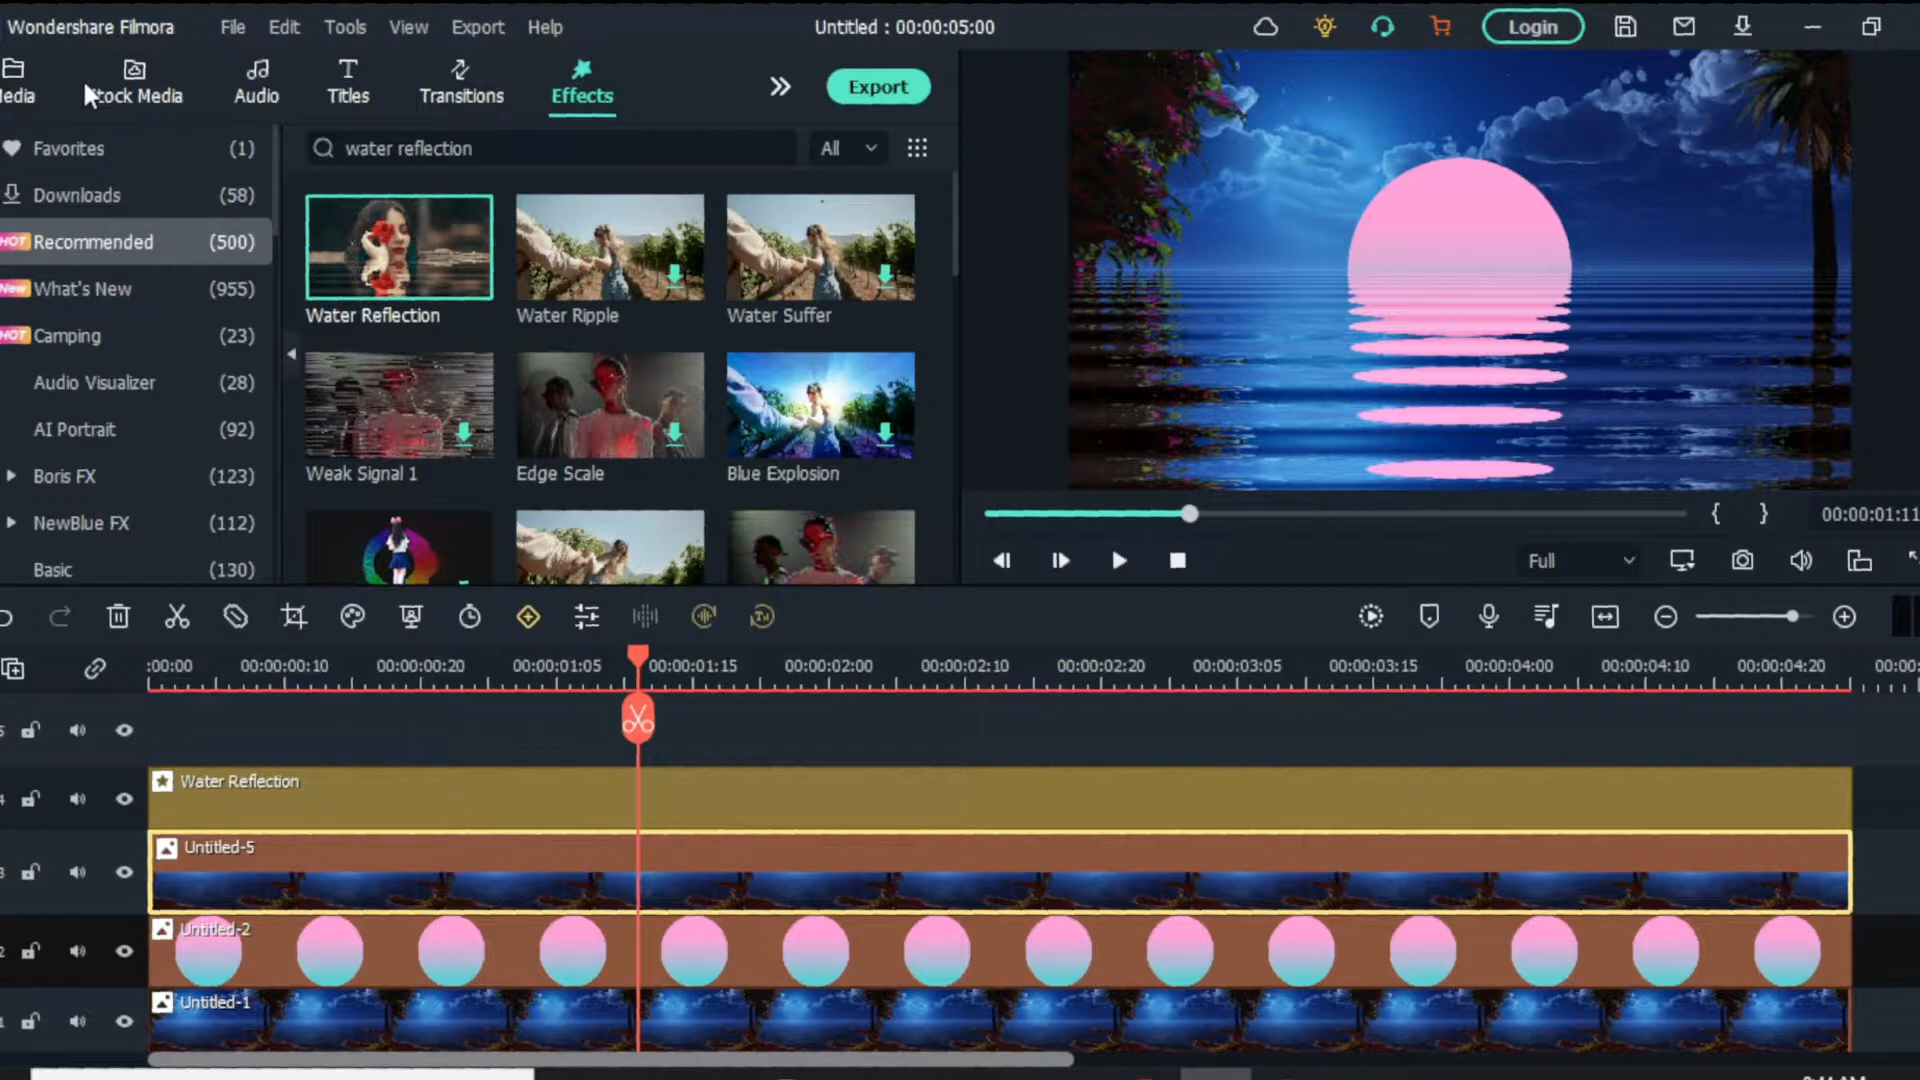 Wondershare Filmora File Edit Tools View Export Help Untitled : 00:00:05:00 Login
Stock Media Audio Titles Transitions Effects Export
Favorites (1)
Downloads (58)
HOT Recommended (500)
New What's New (955)
HOT Camping (23)
Audio Visualizer (28)
AI Portrait (92)
Boris FX (123)
NewBlue FX (112)
Basic (130)
water reflection All
Water Reflection Water Ripple Water Suffer
Weak Signal 1 Edge Scale Blue Explosion
{ } 00:00:01:11
Full
:00:00 00:00:00:10 00:00:00:20 00:00:01:05 00:00:01:15 00:00:02:00 00:00:02:10 00:00:02:20 00:00:03:05 00:00:03:15 00:00:04:00 00:00:04:10 00:00:04:20 00:00
5
4 Water Reflection
3 Untitled-5
2 Untitled-2
1 Untitled-1